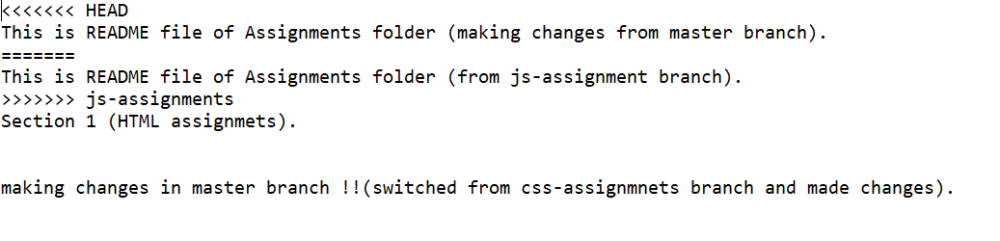 <<<<<<< HEAD
This is README file of Assignments folder (making changes from master branch).
=======
This is README file of Assignments folder (from js-assignment branch).
>>>>>>> js-assignments
Section 1 (HTML assignmets).
making changes in master branch !!(switched from css-assignmnets branch and made changes).